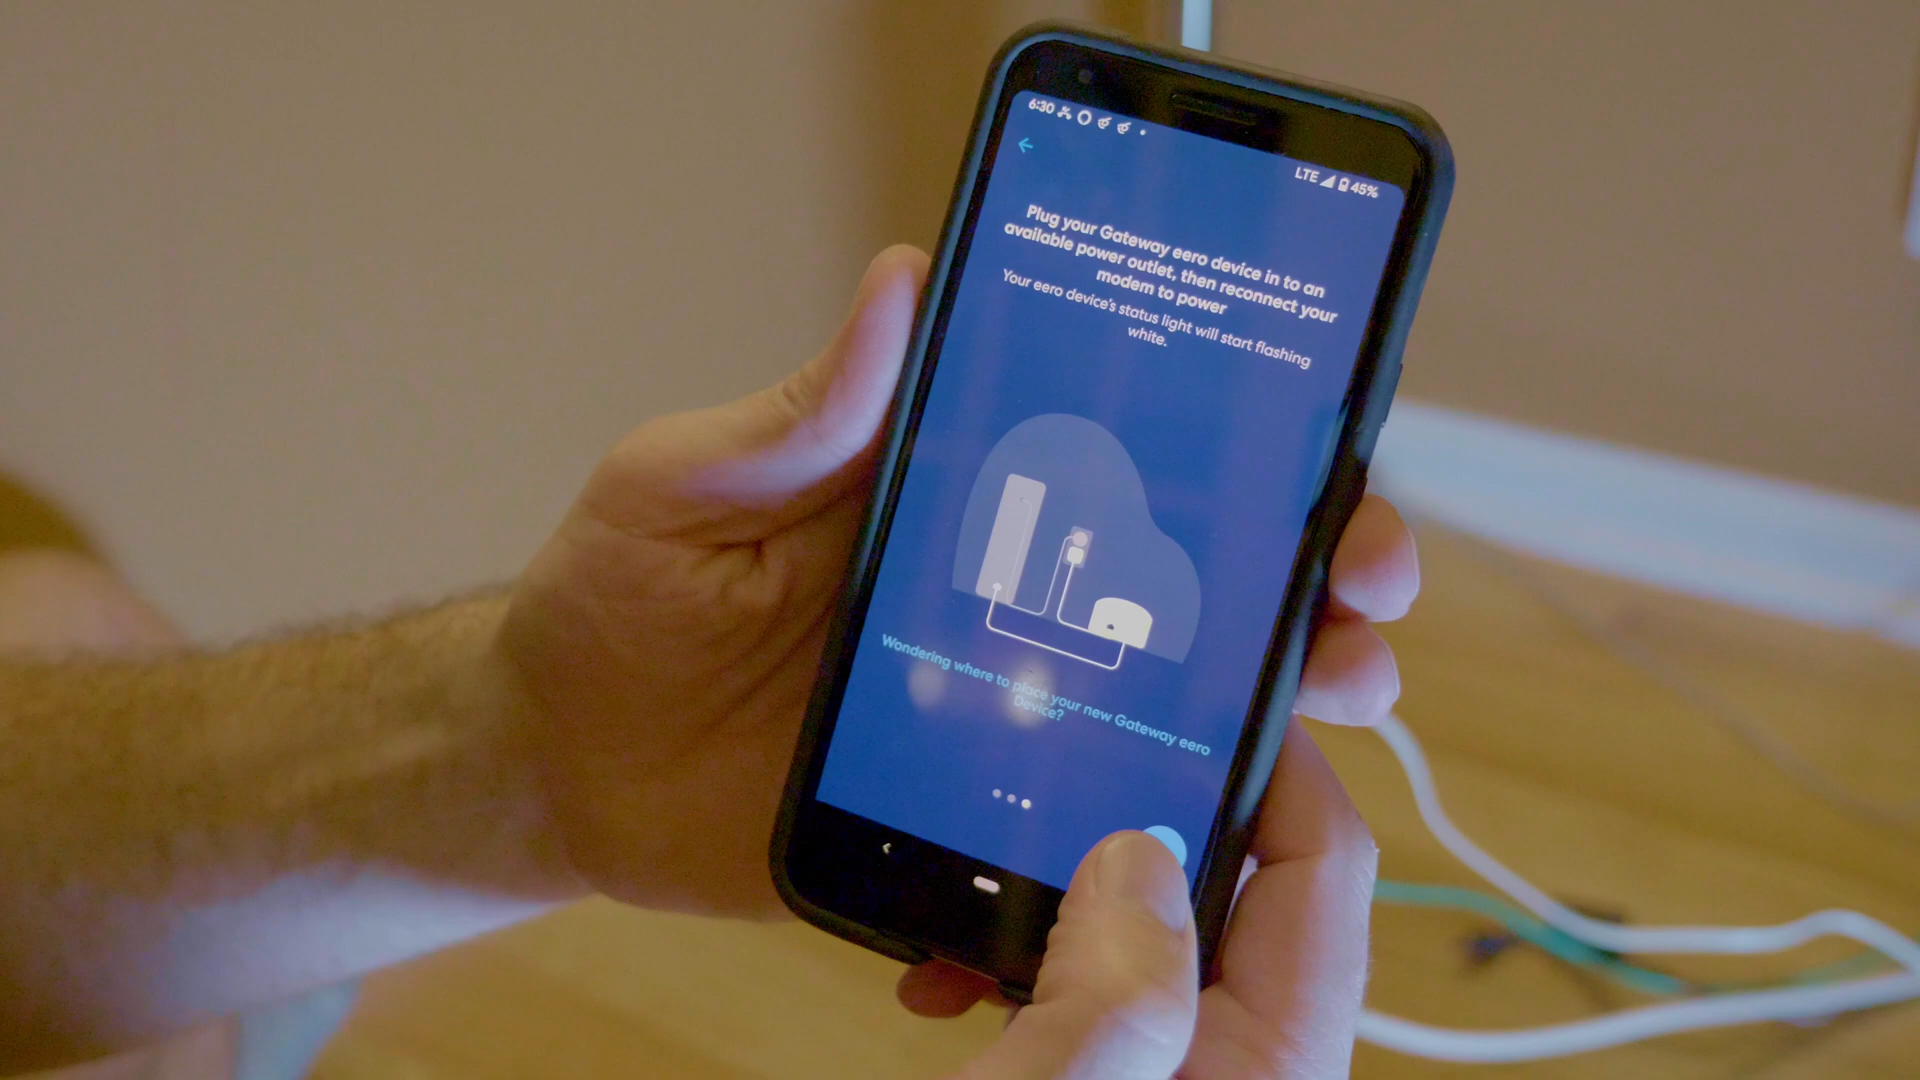 6:30
LTE 45%
Plug your Gateway eero device in to an
available power outlet, then reconnect your
modem to power
Your eero device's status light will start flashing
white.
Wondering where to place your new Gateway eero
Device?